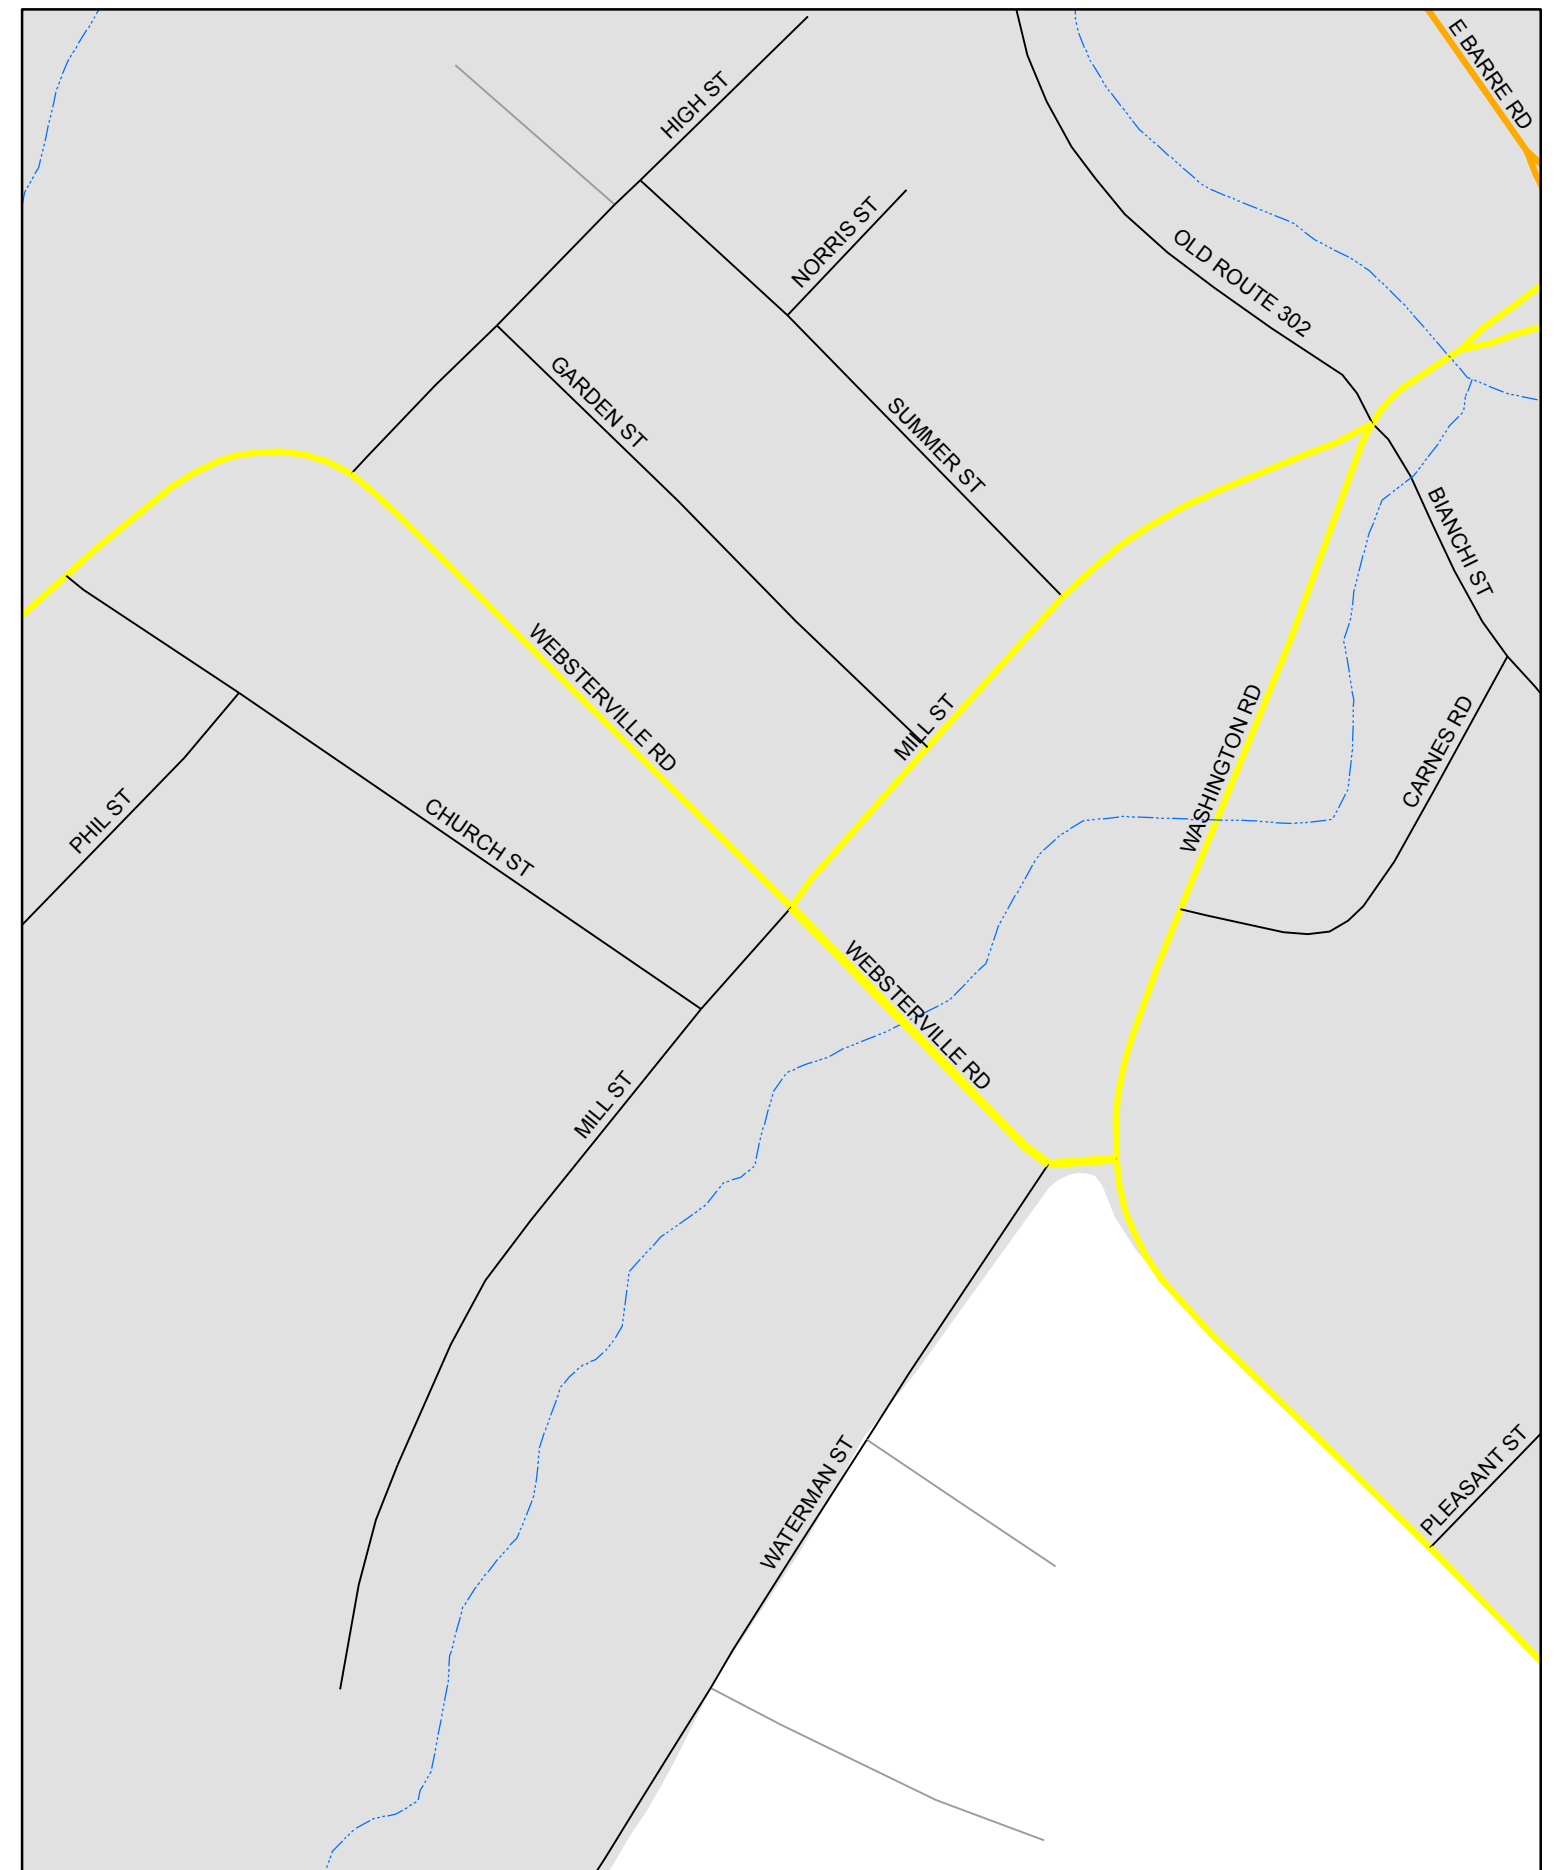 E BARRE RD
HIGH ST
NORRIS ST
OLD ROUTE 302
GARDEN ST
SUMMER ST
BIANCHI ST
WEBSTERVILLE RD
MILL ST
WASHINGTON RD
CARNES RD
PHIL ST
CHURCH ST
WEBSTERVILLE RD
MILL ST
WATERMAN ST
PLEASANT ST